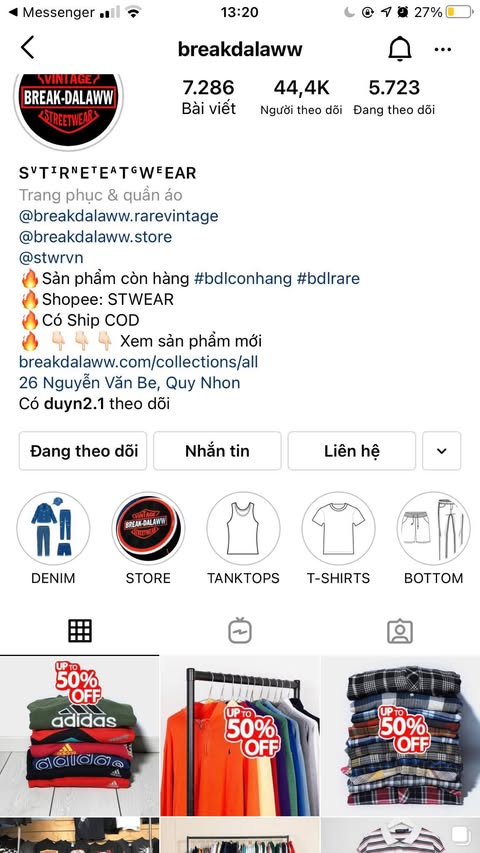 Messenger
13:20
27%
breakdalaww
7.286
44,4K
5.723
Bài viết
Người theo dõi
Đang theo dõi
VINTAGE
BREAK-DALAWW
STREETWEAR
SⱽTᴵRᴺEᵀEᴬTᴳWᴱEAR
Trang phục & quần áo
@breakdalaww.rarevintage
@breakdalaww.store
@stwrvn
🔥Sản phẩm còn hàng #bdlconhang #bdlrare
🔥Shopee: STWEAR
🔥Có Ship COD
🔥 👇🏻👇🏻👇🏻 Xem sản phẩm mới
breakdalaww.com/collections/all
26 Nguyễn Văn Be, Quy Nhon
Có duyn2.1 theo dõi
Đang theo dõi
Nhắn tin
Liên hệ
VINTAGE
BREAK-DALAWW
DENIM
STORE
TANKTOPS
T-SHIRTS
BOTTOM
UP TO
50%
OFF
adidas
adidas
UP TO
50%
OFF
UP TO
50%
OFF